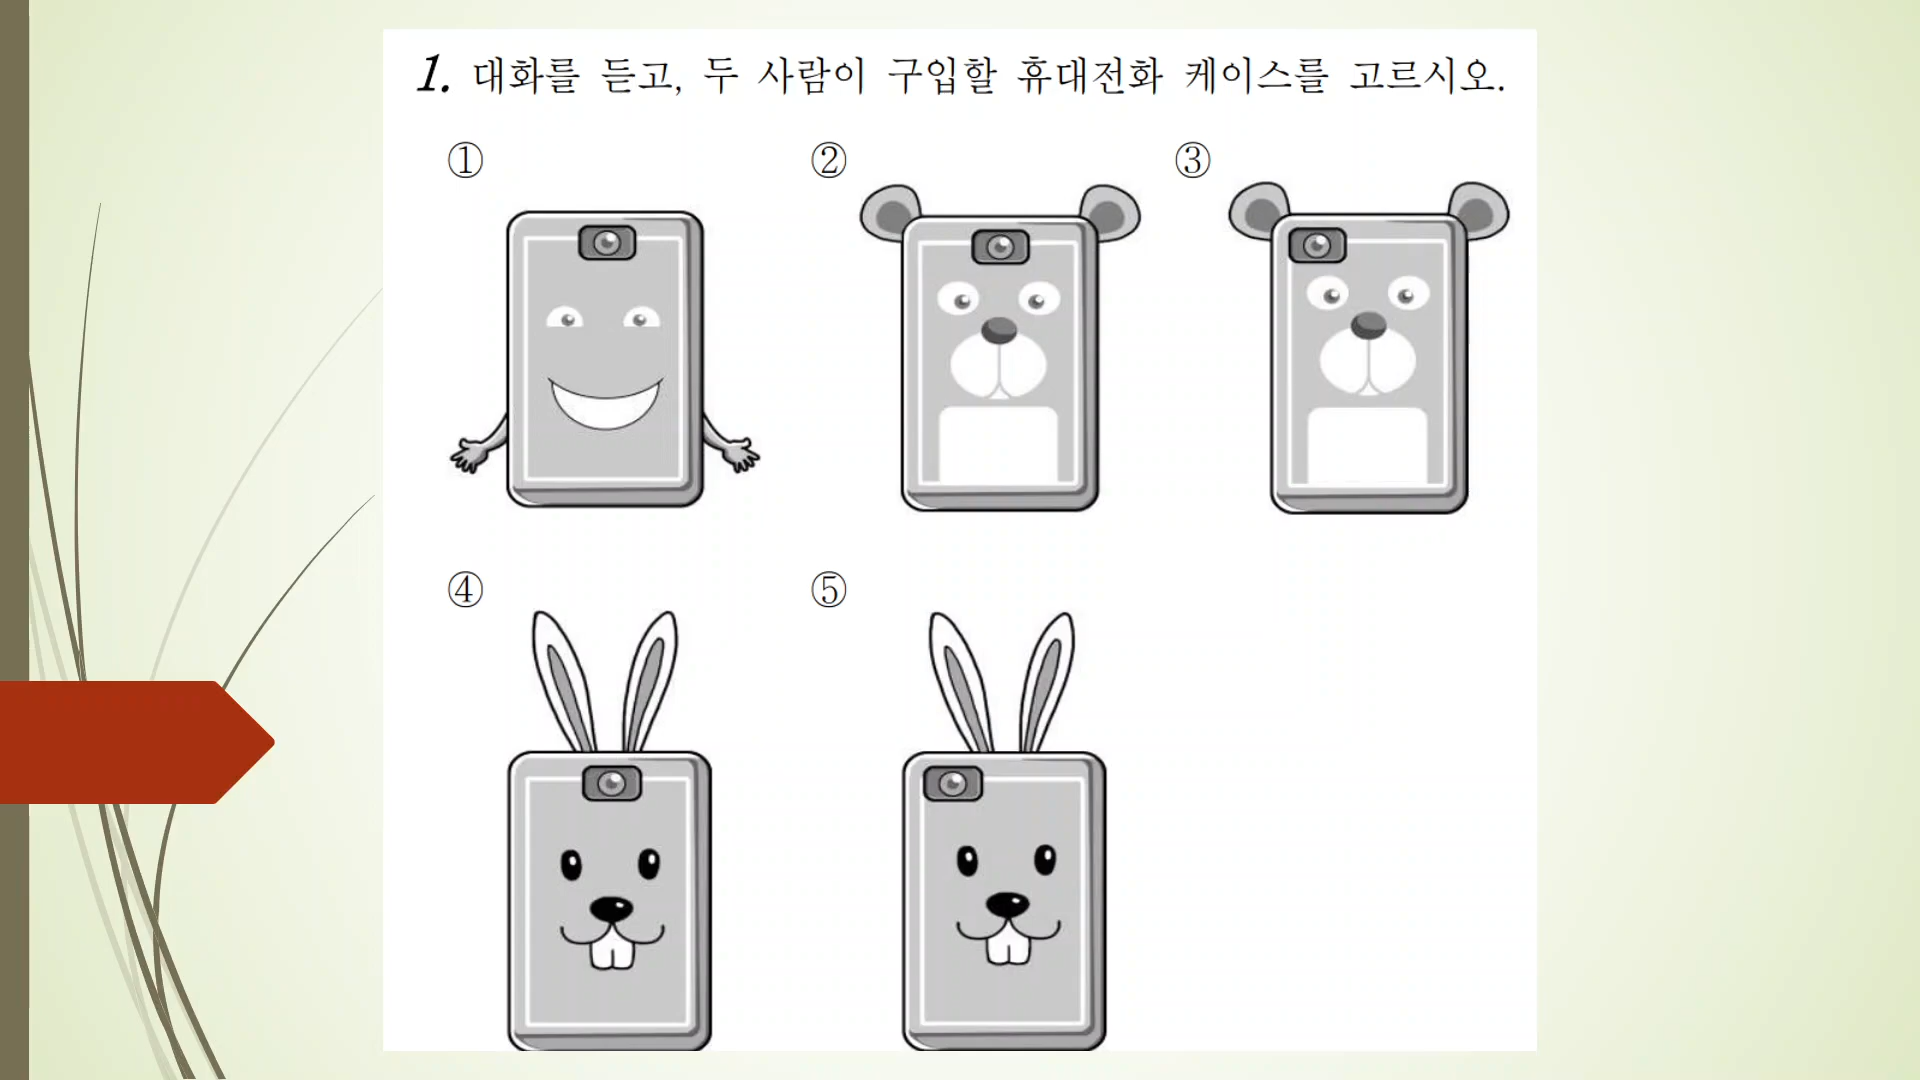 1. 대화를 듣고, 두 사람이 구입할 휴대전화 케이스를 고르시오.
① ② ③
④ ⑤